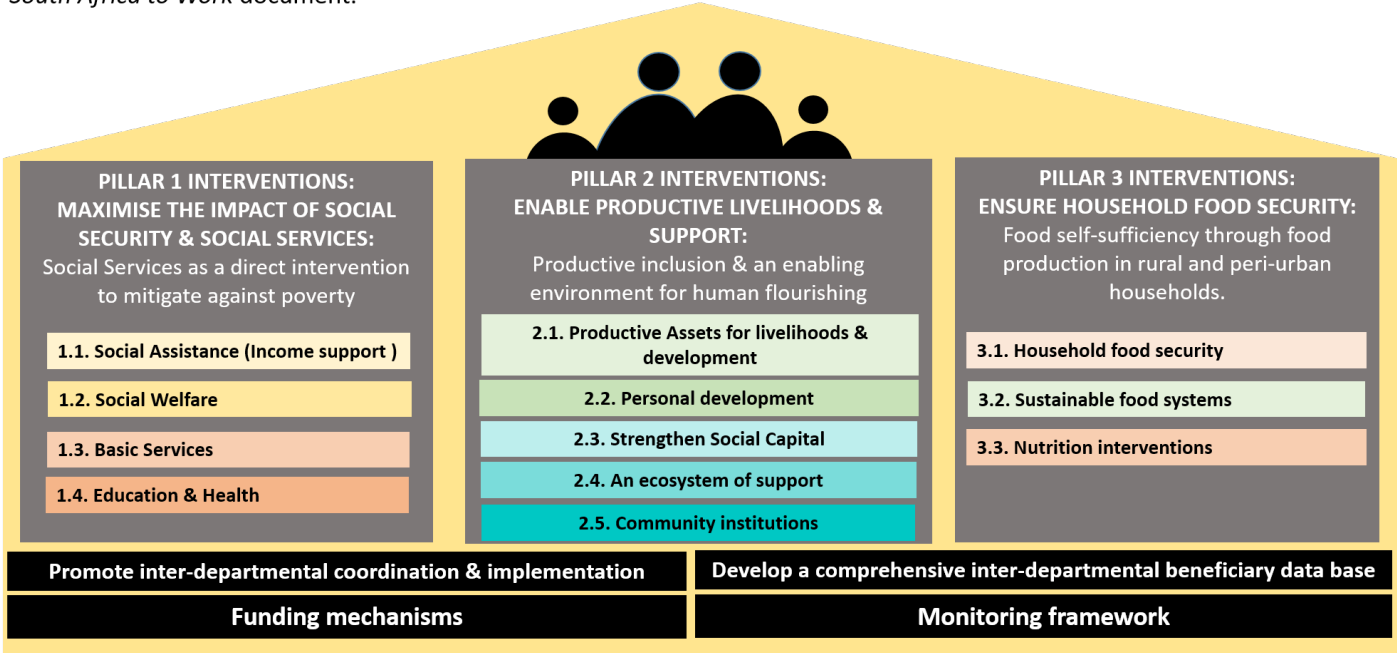 South Africa to Work document.
PILLAR 1 INTERVENTIONS:
MAXIMISE THE IMPACT OF SOCIAL
SECURITY & SOCIAL SERVICES:
Social Services as a direct intervention
to mitigate against poverty
1.1. Social Assistance (Income support )
1.2. Social Welfare
1.3. Basic Services
1.4. Education & Health
PILLAR 2 INTERVENTIONS:
ENABLE PRODUCTIVE LIVELIHOODS &
SUPPORT:
Productive inclusion & an enabling
environment for human flourishing
2.1. Productive Assets for livelihoods &
development
2.2. Personal development
2.3. Strengthen Social Capital
2.4. An ecosystem of support
2.5. Community institutions
PILLAR 3 INTERVENTIONS:
ENSURE HOUSEHOLD FOOD SECURITY:
Food self-sufficiency through food
production in rural and peri-urban
households.
3.1. Household food security
3.2. Sustainable food systems
3.3. Nutrition interventions
Promote inter-departmental coordination & implementation
Develop a comprehensive inter-departmental beneficiary data base
Funding mechanisms
Monitoring framework